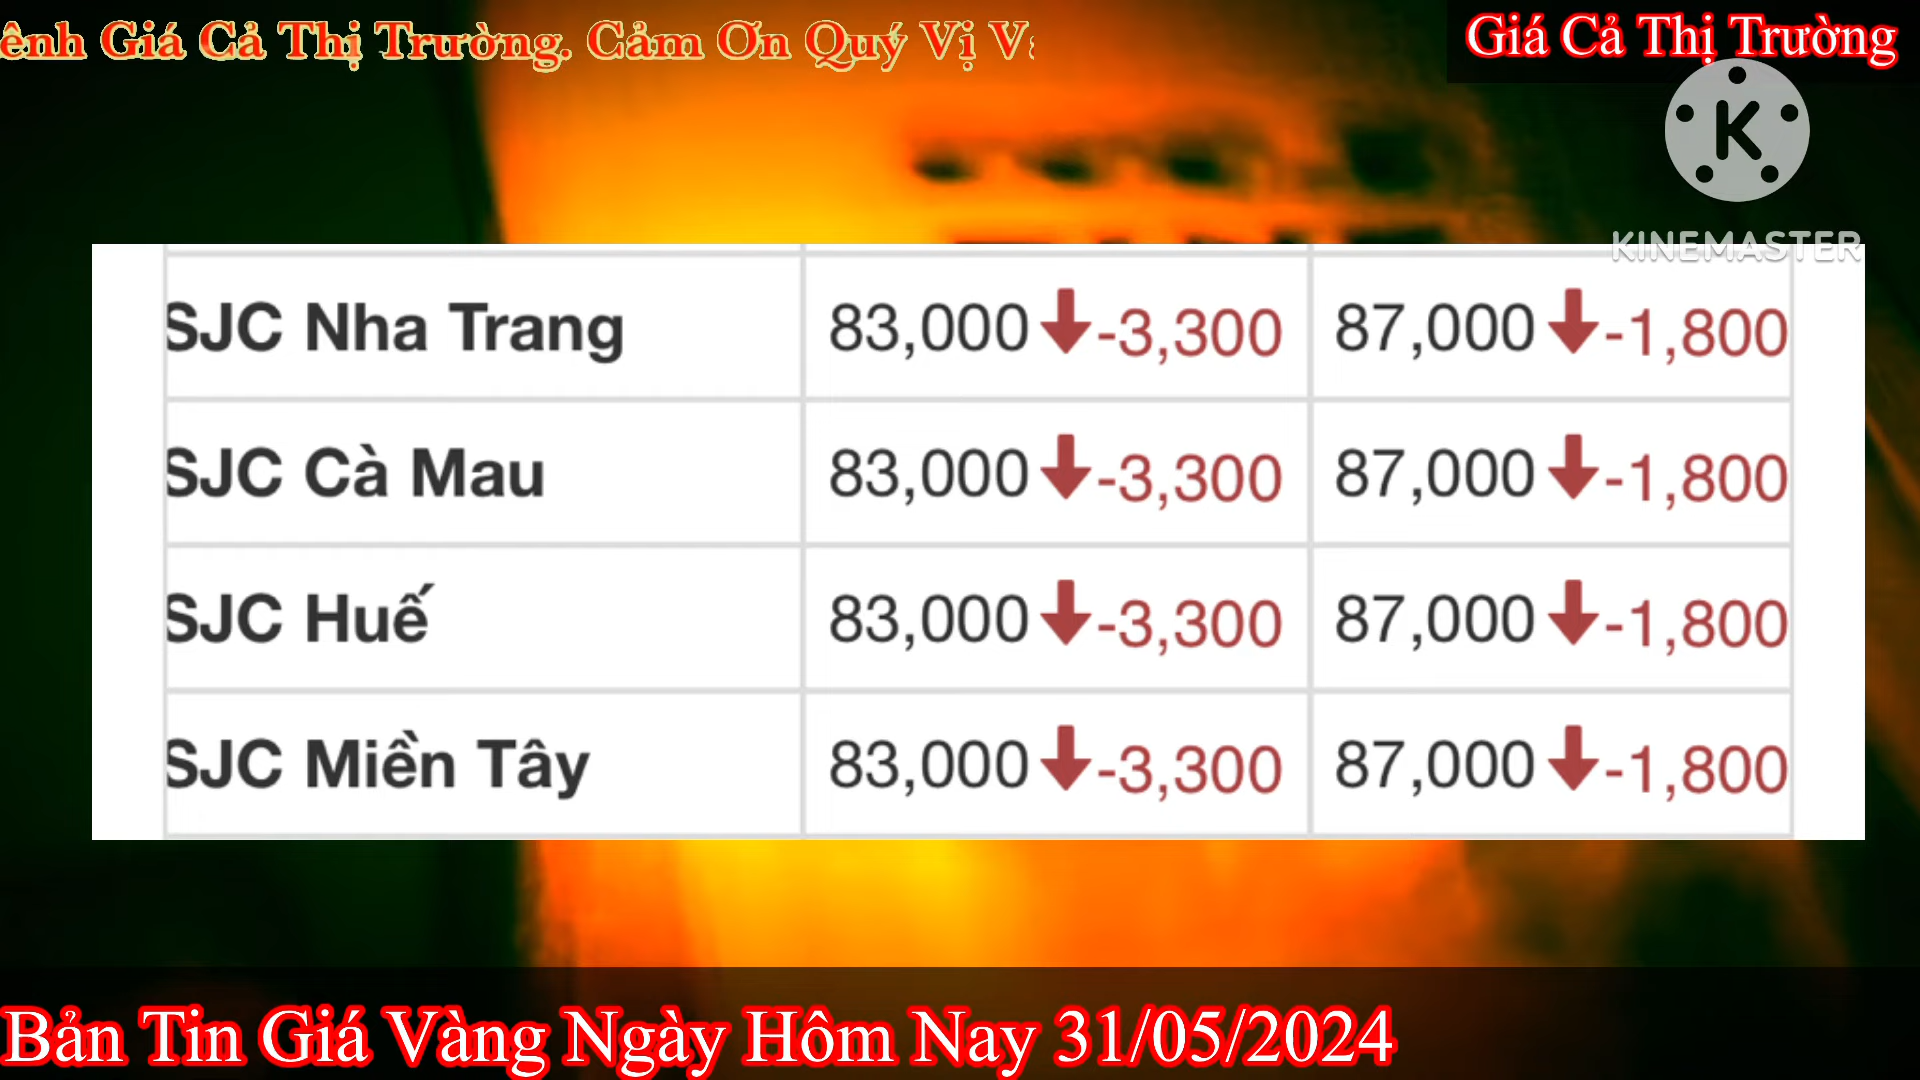 Giá Cả Thị Trường. Cảm Ơn Quý Vị
Giá Cả Thị Trường
K
KINEMASTER
SJC Nha Trang 83,000 -3,300 87,000 -1,800
SJC Cà Mau 83,000 -3,300 87,000 -1,800
SJC Huế 83,000 -3,300 87,000 -1,800
SJC Miền Tây 83,000 -3,300 87,000 -1,800
Bản Tin Giá Vàng Ngày Hôm Nay 31/05/2024